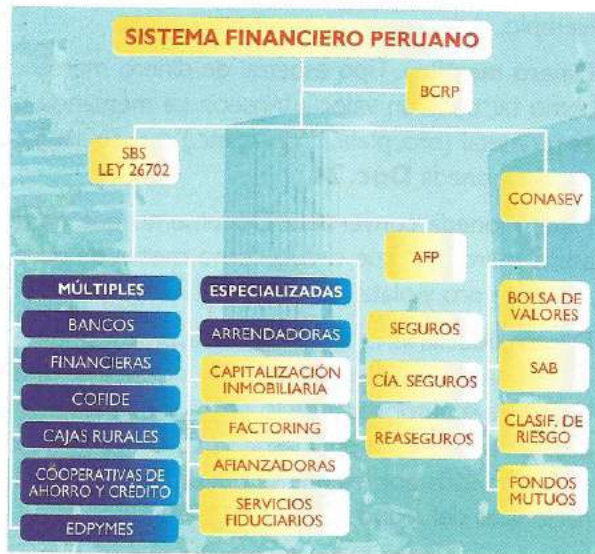 SISTEMA FINANCIERO PERUANO
BCRP
SBS
LEY 26702
CONASEV
AFP
MÚLTIPLES
BANCOS
FINANCIERAS
COFIDE
CAJAS RURALES
COOPERATIVAS DE
AHORRO Y CRÉDITO
EDPYMES
ESPECIALIZADAS
ARRENDADORAS
CAPITALIZACIÓN
INMOBILIARIA
FACTORING
AFIANZADORAS
SERVICIOS
FIDUCIARIOS
SEGUROS
CÍA. SEGUROS
REASEGUROS
BOLSA DE
VALORES
SAB
CLASIF. DE
RIESGO
FONDOS
MUTUOS